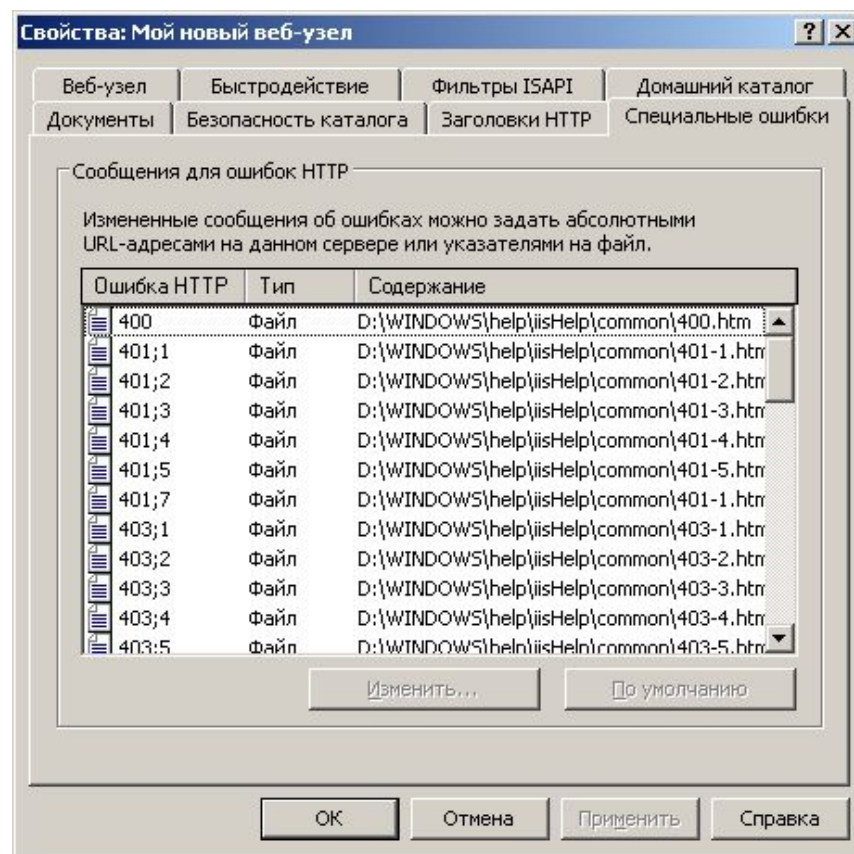 Свойства: Мой новый веб-узел
Веб-узел Быстродействие Фильтры ISAPI Домашний каталог
Документы Безопасность каталога Заголовки HTTP Специальные ошибки
Сообщения для ошибок HTTP
Измененные сообщения об ошибках можно задать абсолютными
URL-адресами на данном сервере или указателями на файл.
Ошибка HTTP Тип Содержание
400 Файл D:\WINDOWS\help\iisHelp\common\400.htm
401;1 Файл D:\WINDOWS\help\iisHelp\common\401-1.htm
401;2 Файл D:\WINDOWS\help\iisHelp\common\401-2.htm
401;3 Файл D:\WINDOWS\help\iisHelp\common\401-3.htm
401;4 Файл D:\WINDOWS\help\iisHelp\common\401-4.htm
401;5 Файл D:\WINDOWS\help\iisHelp\common\401-5.htm
401;7 Файл D:\WINDOWS\help\iisHelp\common\401-1.htm
403;1 Файл D:\WINDOWS\help\iisHelp\common\403-1.htm
403;2 Файл D:\WINDOWS\help\iisHelp\common\403-2.htm
403;3 Файл D:\WINDOWS\help\iisHelp\common\403-3.htm
403;4 Файл D:\WINDOWS\help\iisHelp\common\403-4.htm
403;5 Файл D:\WINDOWS\help\iisHelp\common\403-5.htm
Изменить... По умолчанию
ОК Отмена Применить Справка